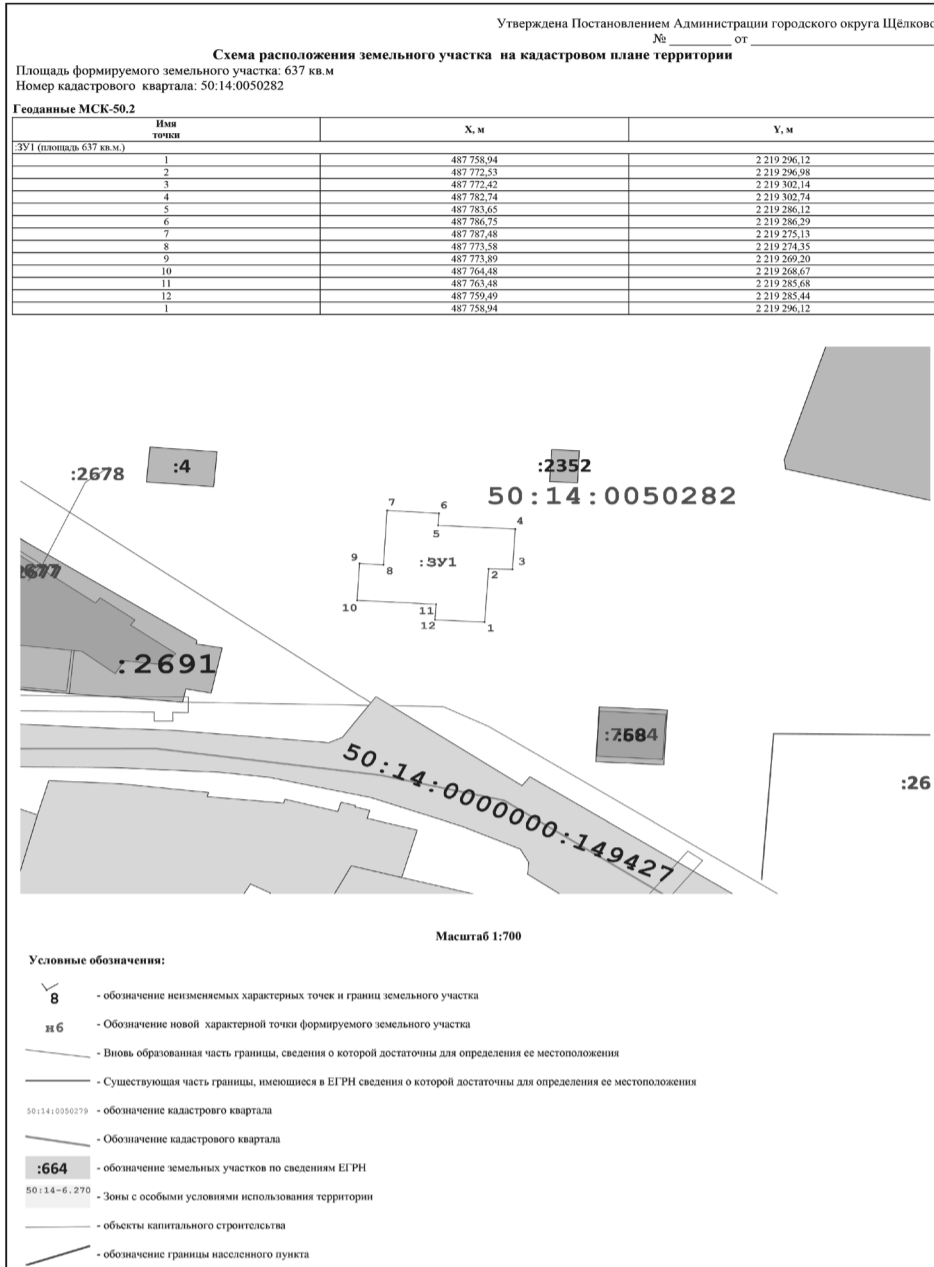 Утверждена Постановлением Администрации городского округа Щёлково
№ ________ от ________
Схема расположения земельного участка на кадастровом плане территории
Площадь формируемого земельного участка: 637 кв.м
Номер кадастрового квартала: 50:14:0050282
Геоданные МСК-50.2
Имя точки X, м Y, м
:ЗУ1 (площадь 637 кв.м.)
1 487 758,94 2 219 296,12
2 487 772,53 2 219 296,98
3 487 772,42 2 219 302,14
4 487 782,74 2 219 302,74
5 487 783,65 2 219 286,12
6 487 786,75 2 219 286,29
7 487 787,48 2 219 275,13
8 487 773,58 2 219 274,35
9 487 773,89 2 219 269,20
10 487 764,48 2 219 268,67
11 487 763,48 2 219 285,68
12 487 759,49 2 219 285,44
1 487 758,94 2 219 296,12
:2678
:4
:2352
50:14:0050282
7
6
5
4
9
8
:ЗУ1
2
3
10
11
12
1
:2691
50:14:0000000:149427
:26
Масштаб 1:700
Условные обозначения:
8 - обозначение неизменяемых характерных точек и границ земельного участка
н6 - Обозначение новой характерной точки формируемого земельного участка
- Вновь образованная часть границы, сведения о которой достаточны для определения ее местоположения
- Существующая часть границы, имеющиеся в ЕГРН сведения о которой достаточны для определения ее местоположения
50:14:0050279 - обозначение кадастровго квартала
- Обозначение кадастрового квартала
:664 - обозначение земельных участков по сведениям ЕГРН
50:14-6.270 - Зоны с особыми условиями использования территории
- объекты капитального строителсьтва
- обозначение границы населенного пункта